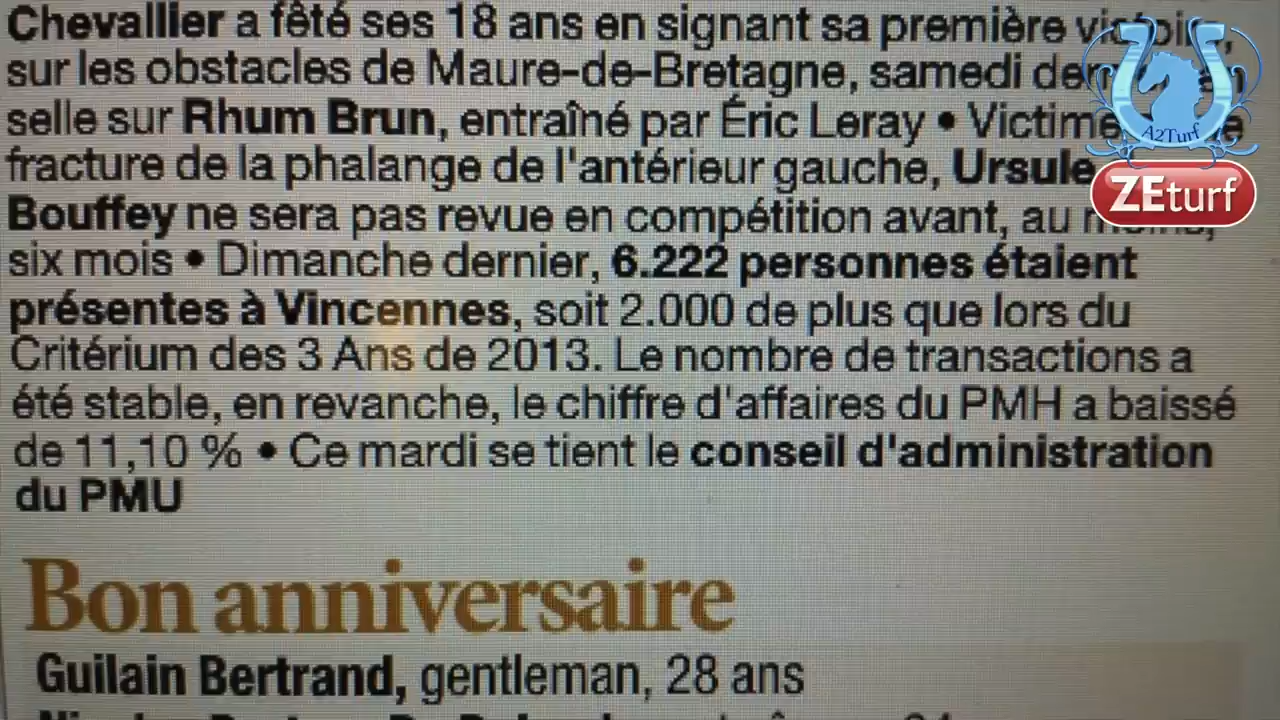 Chevallier a fêté ses 18 ans en signant sa première
sur les obstacles de Maure-de-Bretagne, samedi
selle sur Rhum Brun, entraîné par Éric Leray • Victime
fracture de la phalange de l'antérieur gauche, Ursule
Bouffey ne sera pas revue en compétition avant, au
six mois • Dimanche dernier, 6.222 personnes étaient
présentes à Vincennes, soit 2.000 de plus que lors du
Critérium des 3 Ans de 2013. Le nombre de transactions a
été stable, en revanche, le chiffre d'affaires du PMH a baissé
de 11,10 % • Ce mardi se tient le conseil d'administration
du PMU
Bon anniversaire
Guilain Bertrand, gentleman, 28 ans
A2Turf
ZEturf